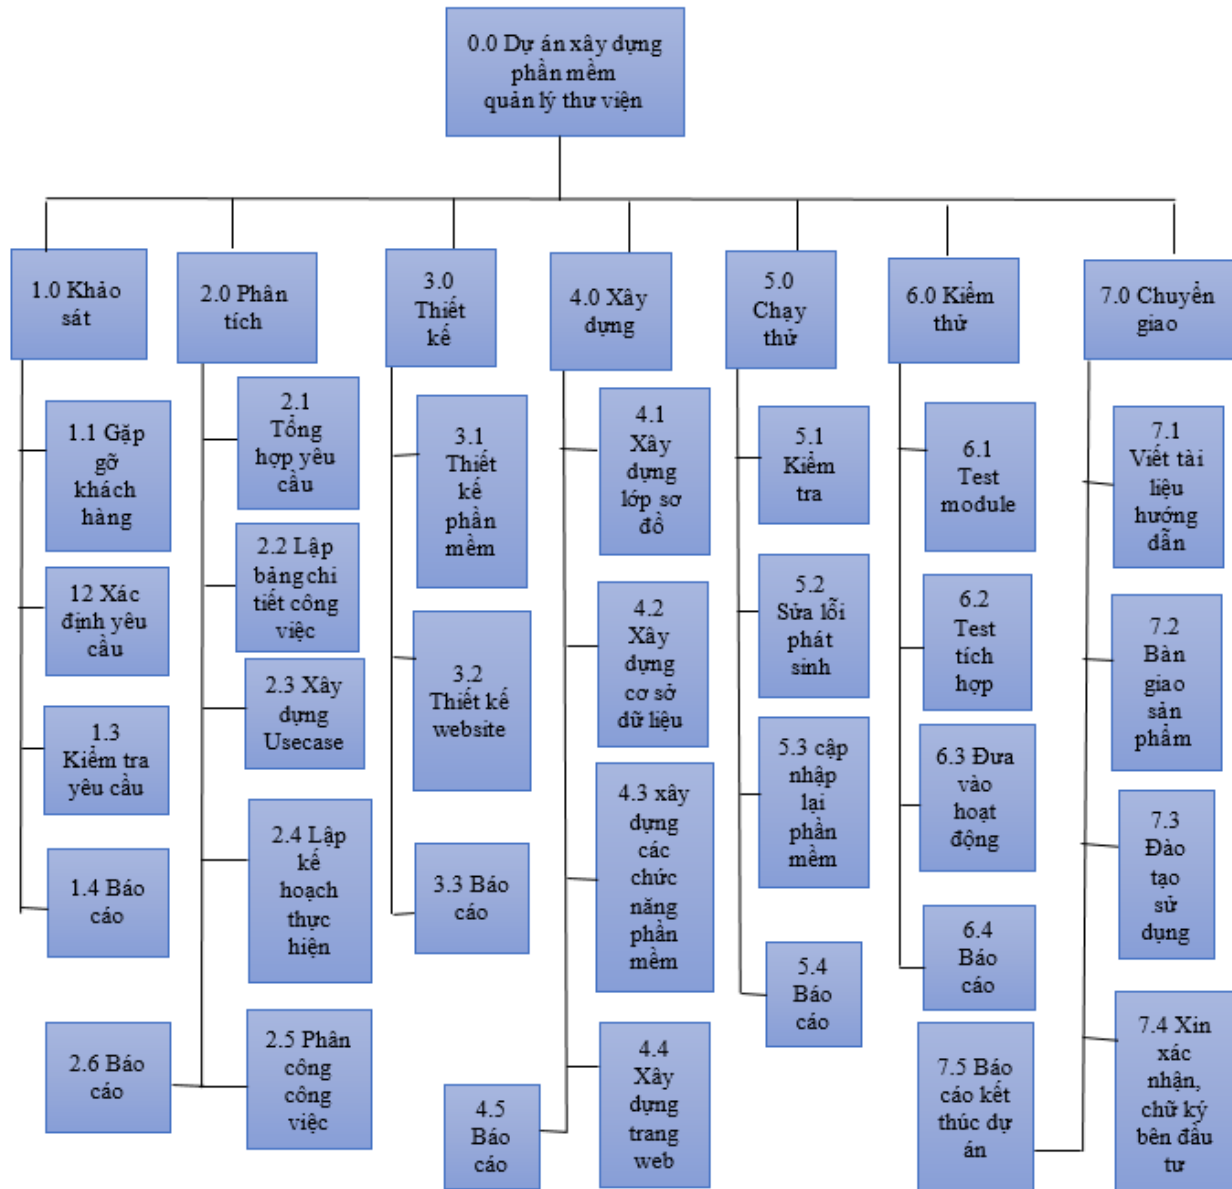 0.0 Dự án xây dựng
phần mềm
quản lý thư viện
1.0 Khảo
sát
2.0 Phân
tích
3.0
Thiết
kế
4.0 Xây
dựng
5.0
Chạy
thử
6.0 Kiểm
thử
7.0 Chuyển
giao
1.1 Gặp
gỡ
khách
hàng
12 Xác
định yêu
cầu
1.3
Kiểm tra
yêu cầu
1.4 Báo
cáo
2.1
Tổng
hợp yêu
cầu
2.2 Lập
bảng chi
tiết công
việc
2.3 Xây
dựng
Usecase
2.4 Lập
kế
hoạch
thực
hiện
2.5 Phân
công
công
việc
2.6 Báo
cáo
3.1
Thiết
kế
phần
mềm
3.2
Thiết kế
website
3.3 Báo
cáo
4.1
Xây
dựng
lớp sơ
đồ
4.2
Xây
dựng
cơ sở
dữ liệu
4.3 xây
dựng
các
chức
năng
phần
mềm
4.4
Xây
dựng
trang
web
4.5
Báo
cáo
5.1
Kiểm
tra
5.2
Sửa lỗi
phát
sinh
5.3 cập
nhập
lại
phần
mềm
5.4
Báo
cáo
6.1
Test
module
6.2
Test
tích
hợp
6.3 Đưa
vào
hoạt
động
6.4
Báo
cáo
7.1
Viết tài
liệu
hướng
dẫn
7.2
Bàn
giao
sản
phẩm
7.3
Đào
tạo
sử
dụng
7.4 Xin
xác
nhận,
chữ ký
bên đầu
tư
7.5 Báo
cáo kết
thúc dự
án